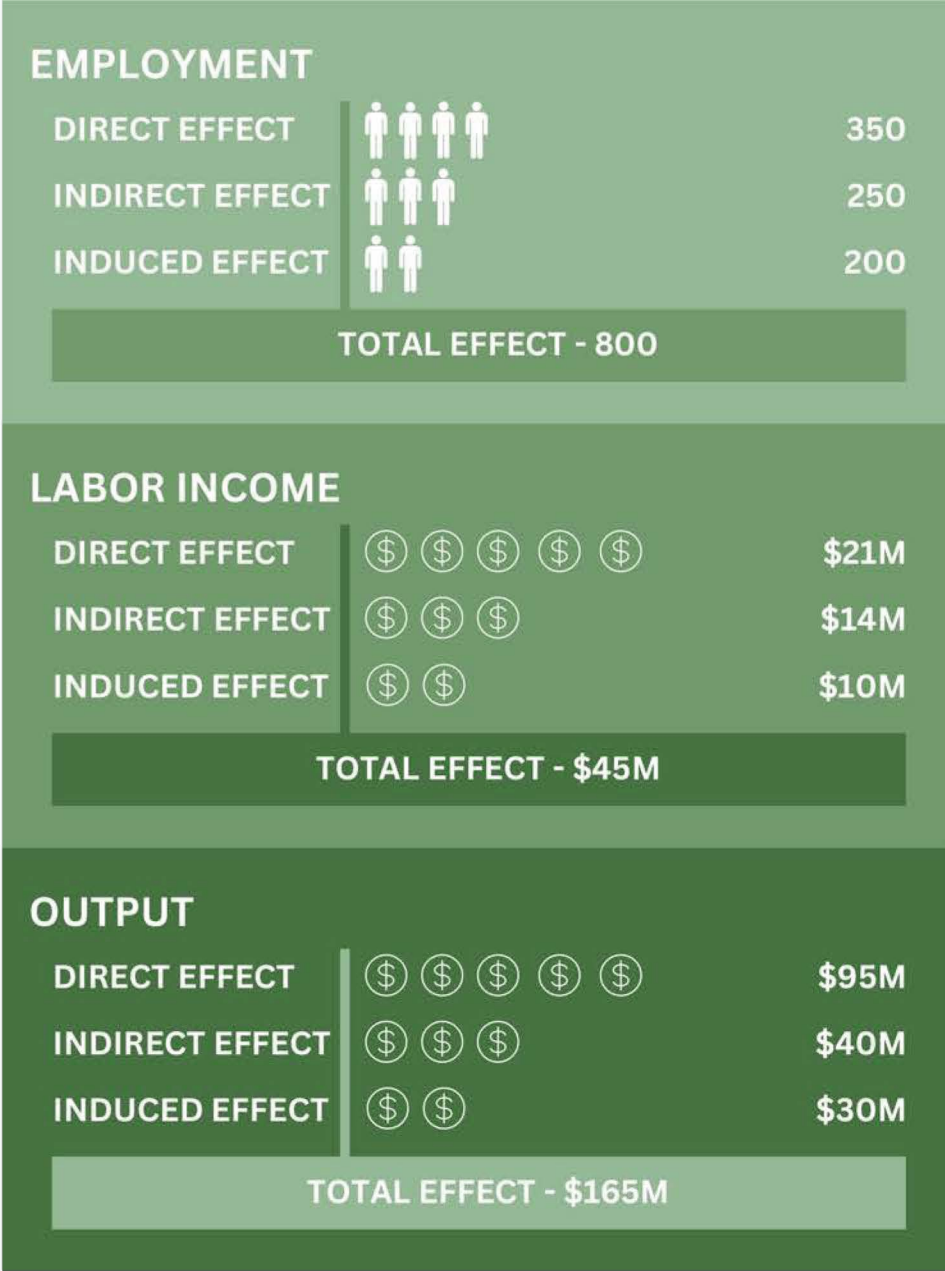 EMPLOYMENT
DIRECT EFFECT 350
INDIRECT EFFECT 250
INDUCED EFFECT 200
TOTAL EFFECT - 800
LABOR INCOME
DIRECT EFFECT $ $ $ $ $ $21M
INDIRECT EFFECT $ $ $ $14M
INDUCED EFFECT $ $ $10M
TOTAL EFFECT - $45M
OUTPUT
DIRECT EFFECT $ $ $ $ $ $95M
INDIRECT EFFECT $ $ $ $40M
INDUCED EFFECT $ $ $30M
TOTAL EFFECT - $165M